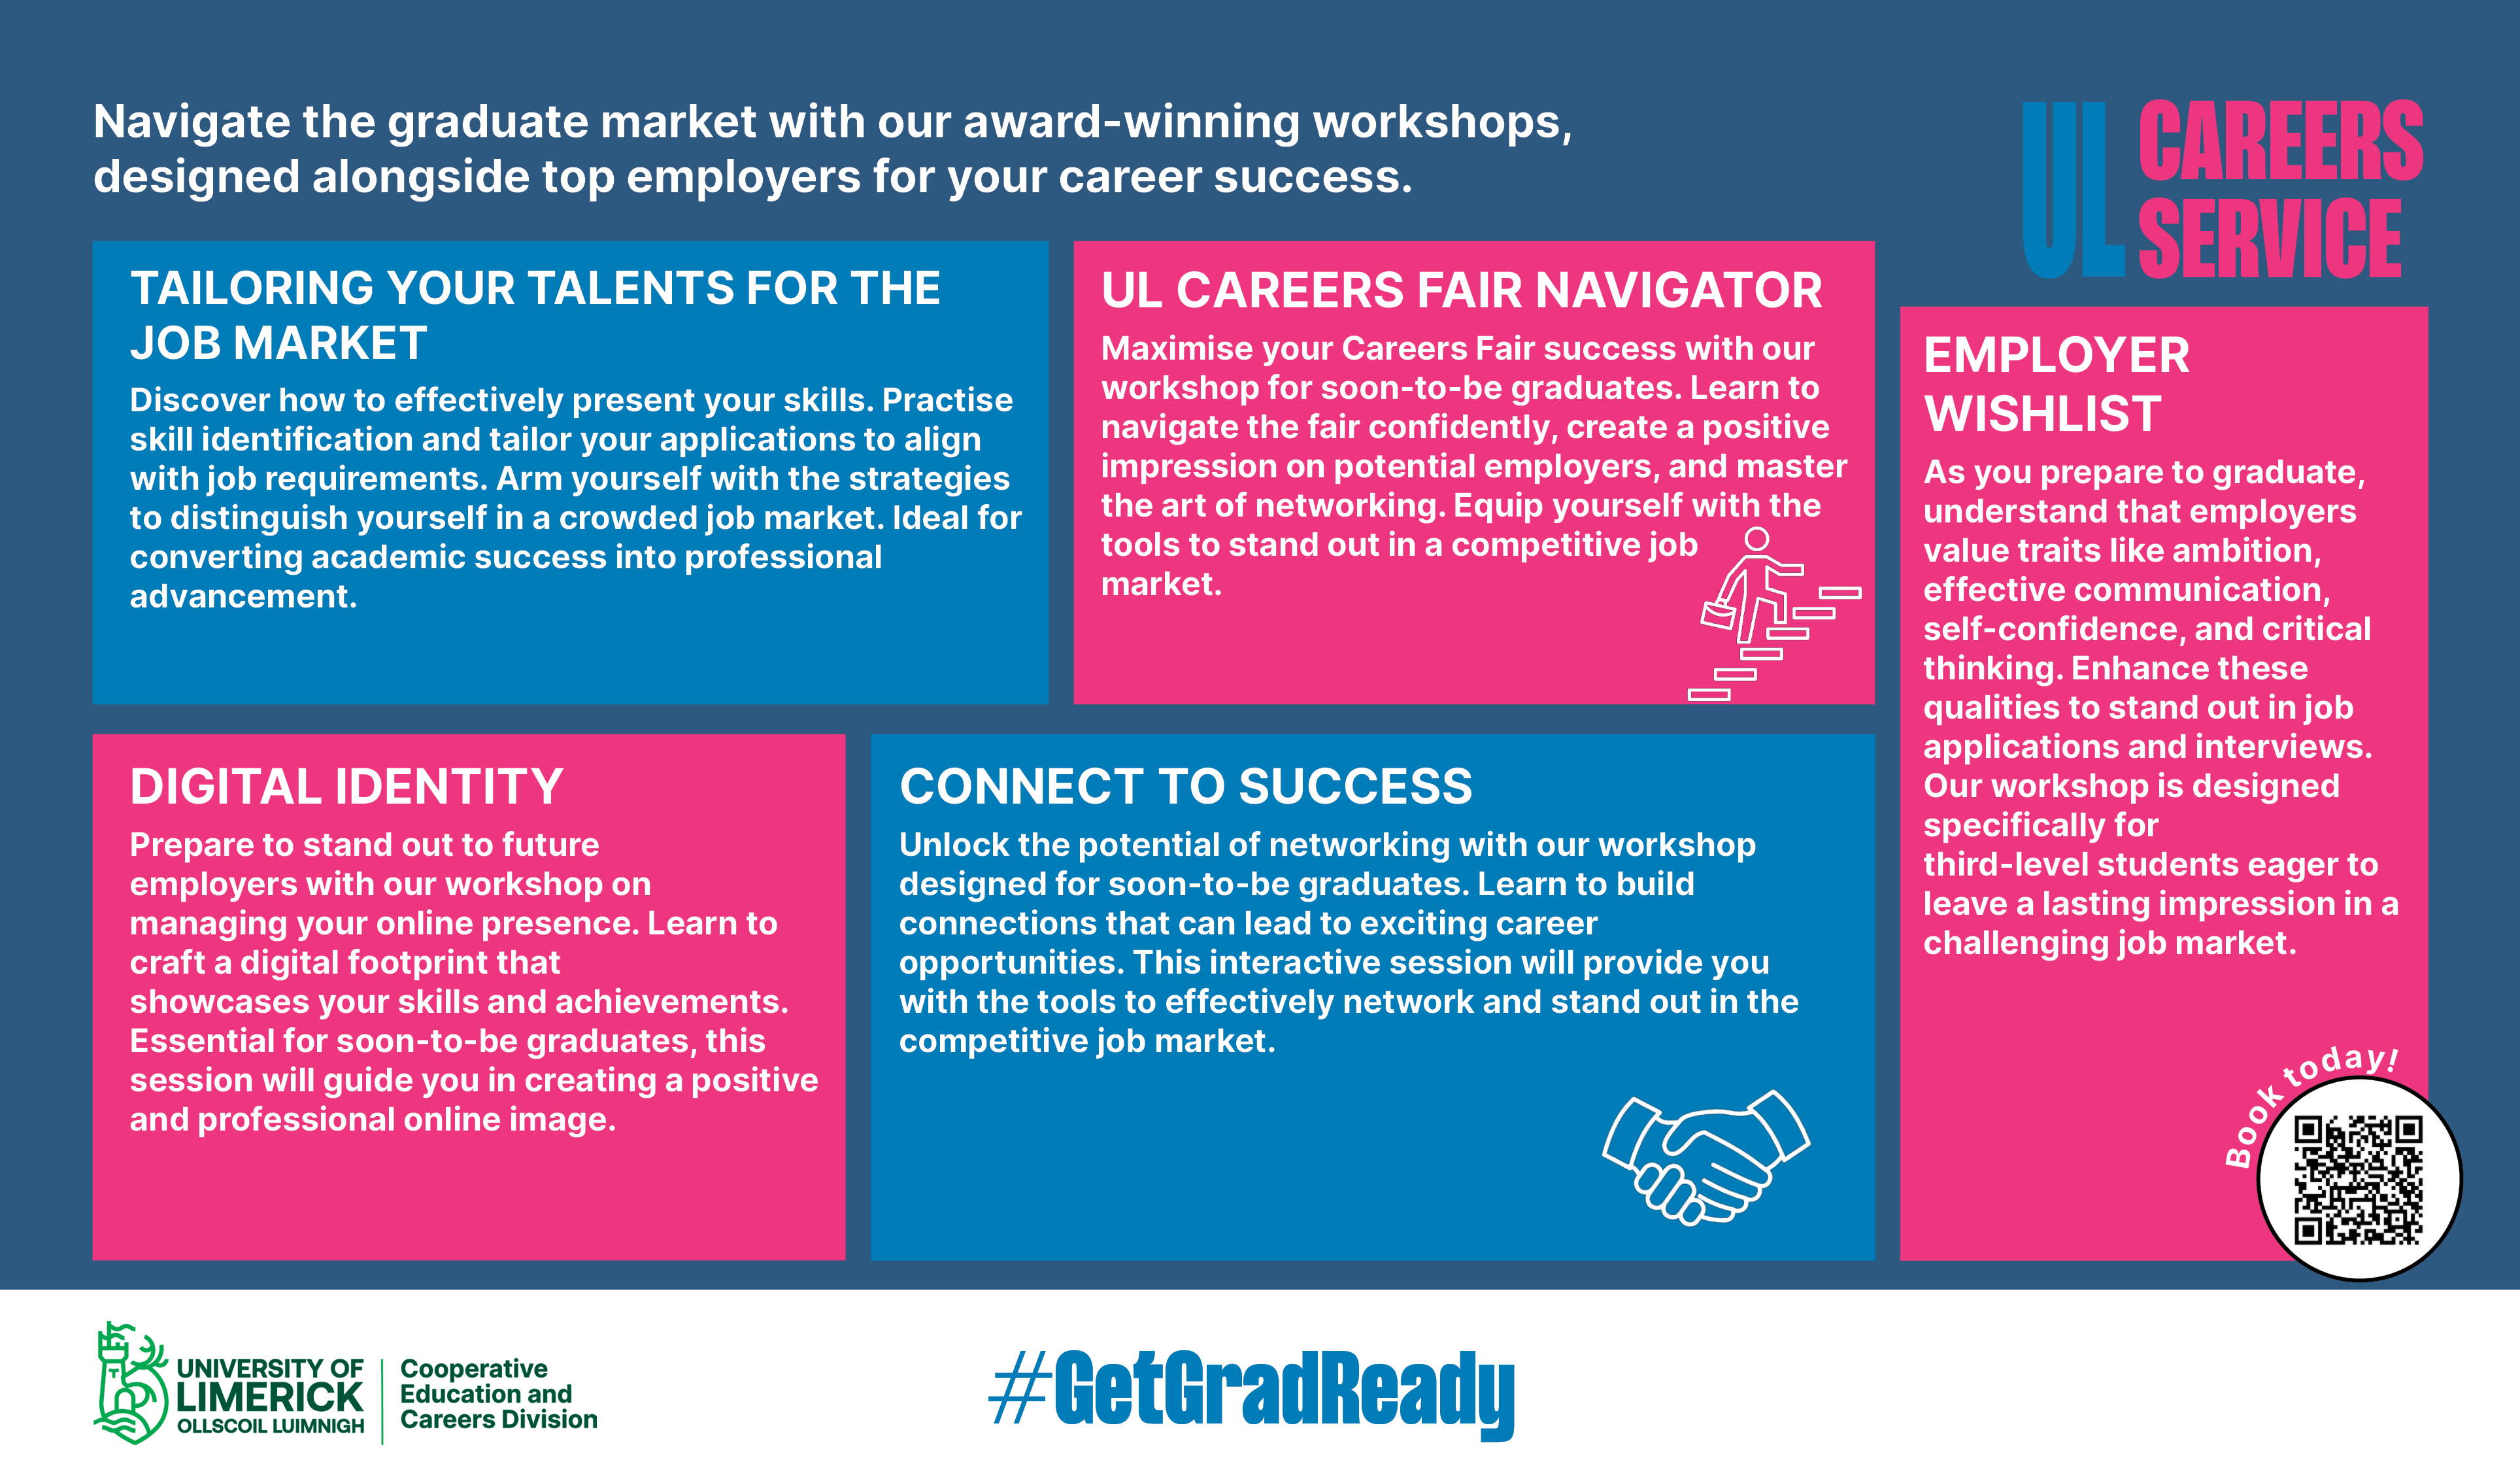 Navigate the graduate market with our award-winning workshops,
designed alongside top employers for your career success.
UL CAREERS
SERVICE
TAILORING YOUR TALENTS FOR THE
JOB MARKET
Discover how to effectively present your skills. Practise
skill identification and tailor your applications to align
with job requirements. Arm yourself with the strategies
to distinguish yourself in a crowded job market. Ideal for
converting academic success into professional
advancement.
UL CAREERS FAIR NAVIGATOR
Maximise your Careers Fair success with our
workshop for soon-to-be graduates. Learn to
navigate the fair confidently, create a positive
impression on potential employers, and master
the art of networking. Equip yourself with the
tools to stand out in a competitive job
market.
EMPLOYER
WISHLIST
As you prepare to graduate,
understand that employers
value traits like ambition,
effective communication,
self-confidence, and critical
thinking. Enhance these
qualities to stand out in job
applications and interviews.
Our workshop is designed
specifically for
third-level students eager to
leave a lasting impression in a
challenging job market.
DIGITAL IDENTITY
Prepare to stand out to future
employers with our workshop on
managing your online presence. Learn to
craft a digital footprint that
showcases your skills and achievements.
Essential for soon-to-be graduates, this
session will guide you in creating a positive
and professional online image.
CONNECT TO SUCCESS
Unlock the potential of networking with our workshop
designed for soon-to-be graduates. Learn to build
connections that can lead to exciting career
opportunities. This interactive session will provide you
with the tools to effectively network and stand out in the
competitive job market.
Book today!
UNIVERSITY OF
LIMERICK
OLLSCOIL LUIMNIGH
Cooperative
Education and
Careers Division
#GetGradReady